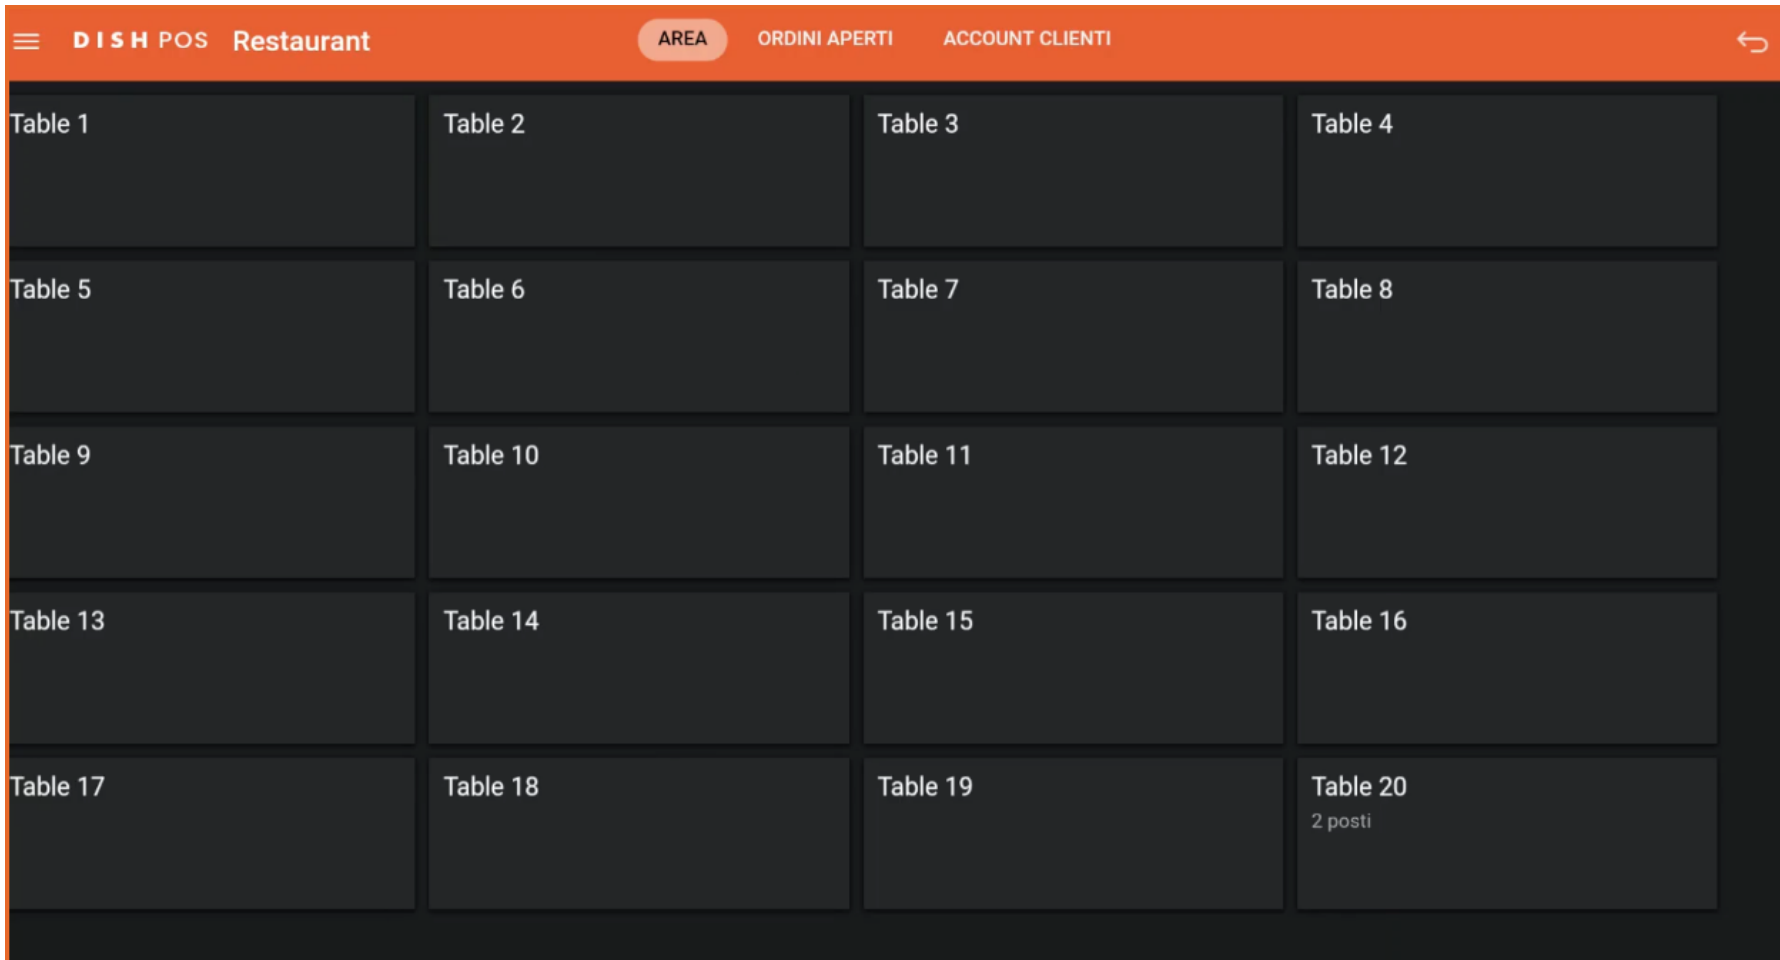 DISH POS Restaurant AREA ORDINI APERTI ACCOUNT CLIENTI
Table 1 Table 2 Table 3 Table 4
Table 5 Table 6 Table 7 Table 8
Table 9 Table 10 Table 11 Table 12
Table 13 Table 14 Table 15 Table 16
Table 17 Table 18 Table 19 Table 20
2 posti